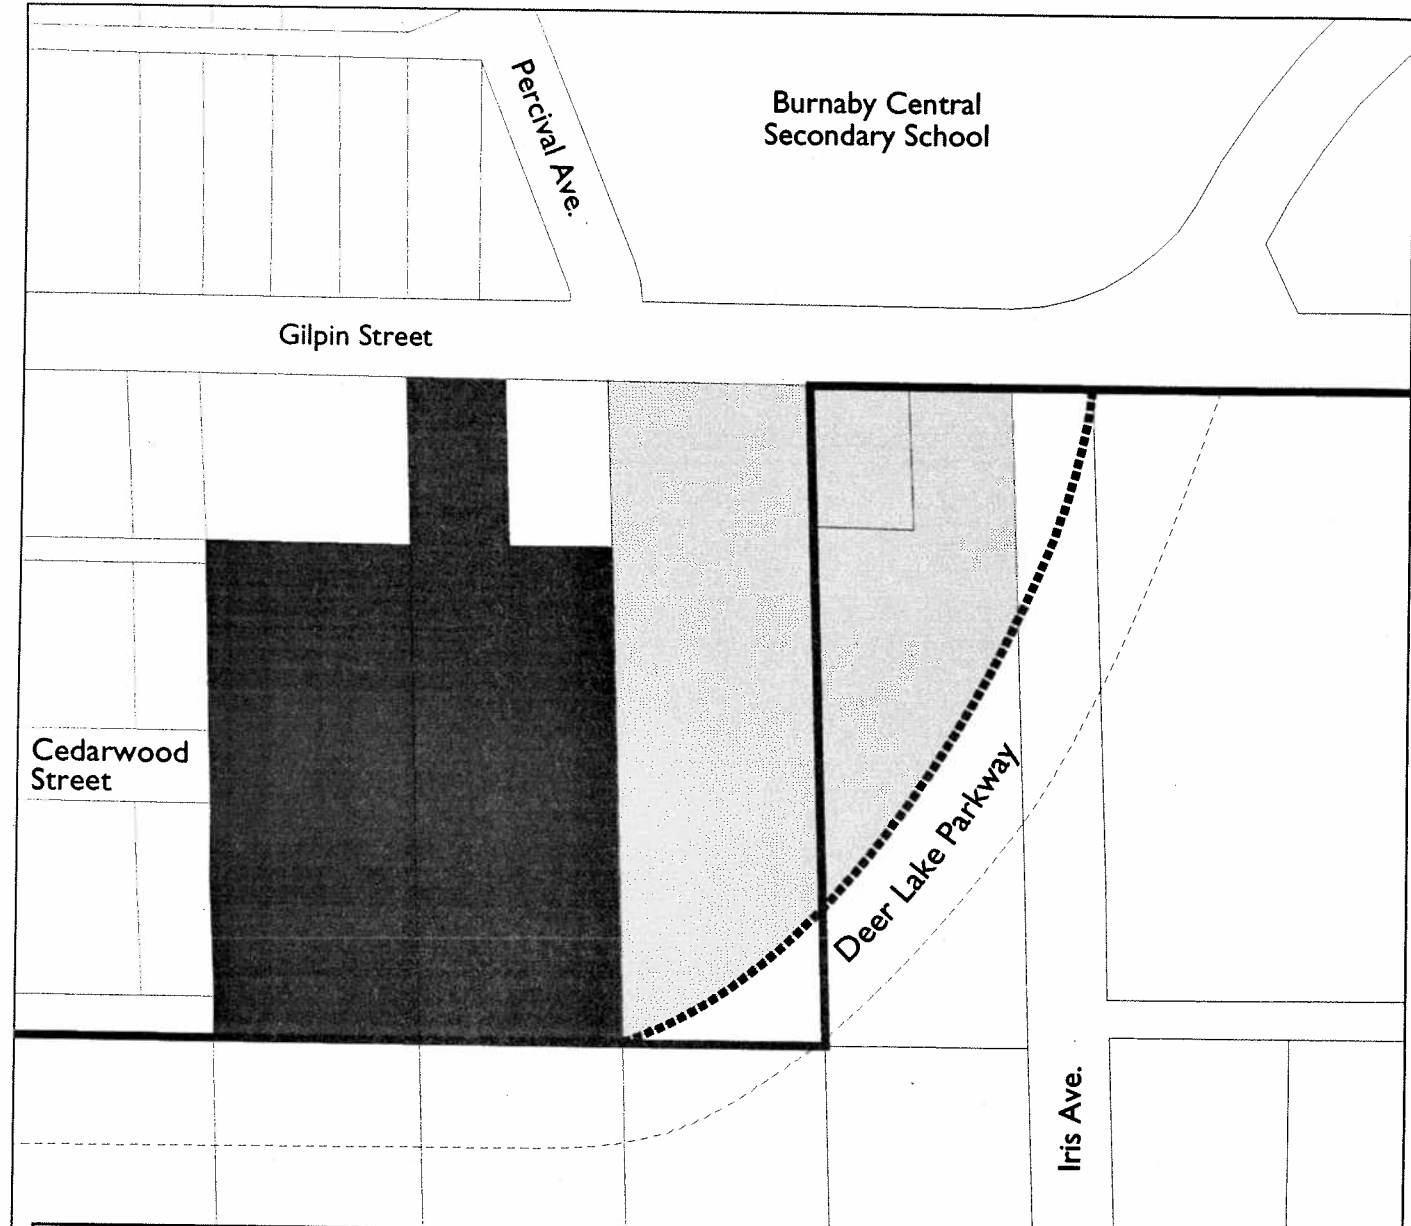 Percival Ave.
Burnaby Central
Secondary School
Gilpin Street
Cedarwood
Street
Deer Lake Parkway
Iris Ave.